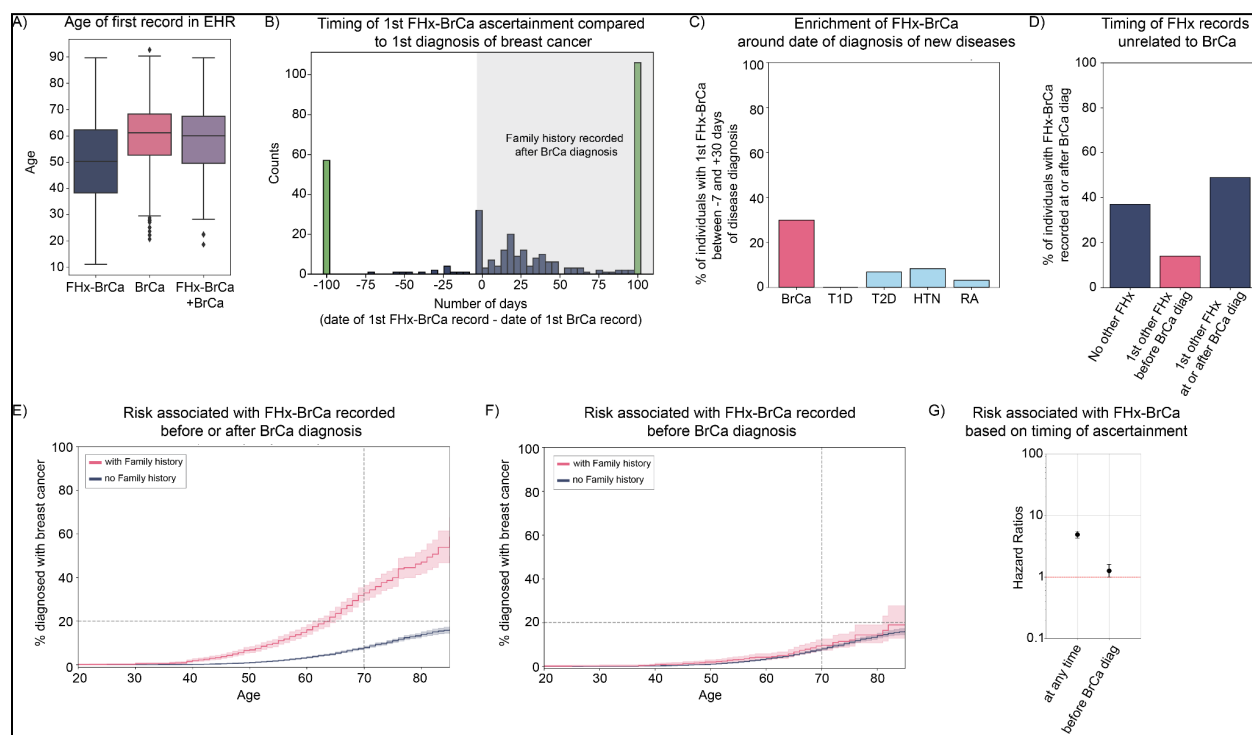 A)
Age of first record in EHR
Age
90
80
70
60
50
40
30
20
10
FHx-BrCa
BrCa
FHx-BrCa
+BrCa
B)
Timing of 1st FHx-BrCa ascertainment compared
to 1st diagnosis of breast cancer
Counts
100
80
60
40
20
0
Family history recorded
after BrCa diagnosis
-100
-75
-50
-25
0
25
50
75
100
Number of days
(date of 1st FHx-BrCa record - date of 1st BrCa record)
C)
Enrichment of FHx-BrCa
around date of diagnosis of new diseases
% of individuals with 1st FHx-BrCa
between -7 and +30 days
of disease diagnosis
100
80
60
40
20
0
BrCa
T1D
T2D
HTN
RA
D)
Timing of FHx records
unrelated to BrCa
% of individuals with FHx-BrCa
recorded at or after BrCa diag
100
80
60
40
20
0
No other FHx
1st other FHx
before BrCa diag
1st other FHx
at or after BrCa diag
E)
Risk associated with FHx-BrCa recorded
before or after BrCa diagnosis
% diagnosed with breast cancer
100
80
60
40
20
0
with Family history
no Family history
20
30
40
50
60
70
80
Age
F)
Risk associated with FHx-BrCa recorded
before BrCa diagnosis
% diagnosed with breast cancer
100
80
60
40
20
0
with Family history
no Family history
20
30
40
50
60
70
80
Age
G)
Risk associated with FHx-BrCa
based on timing of ascertainment
Hazard Ratios
100
10
1
0.1
at any time
before BrCa diag